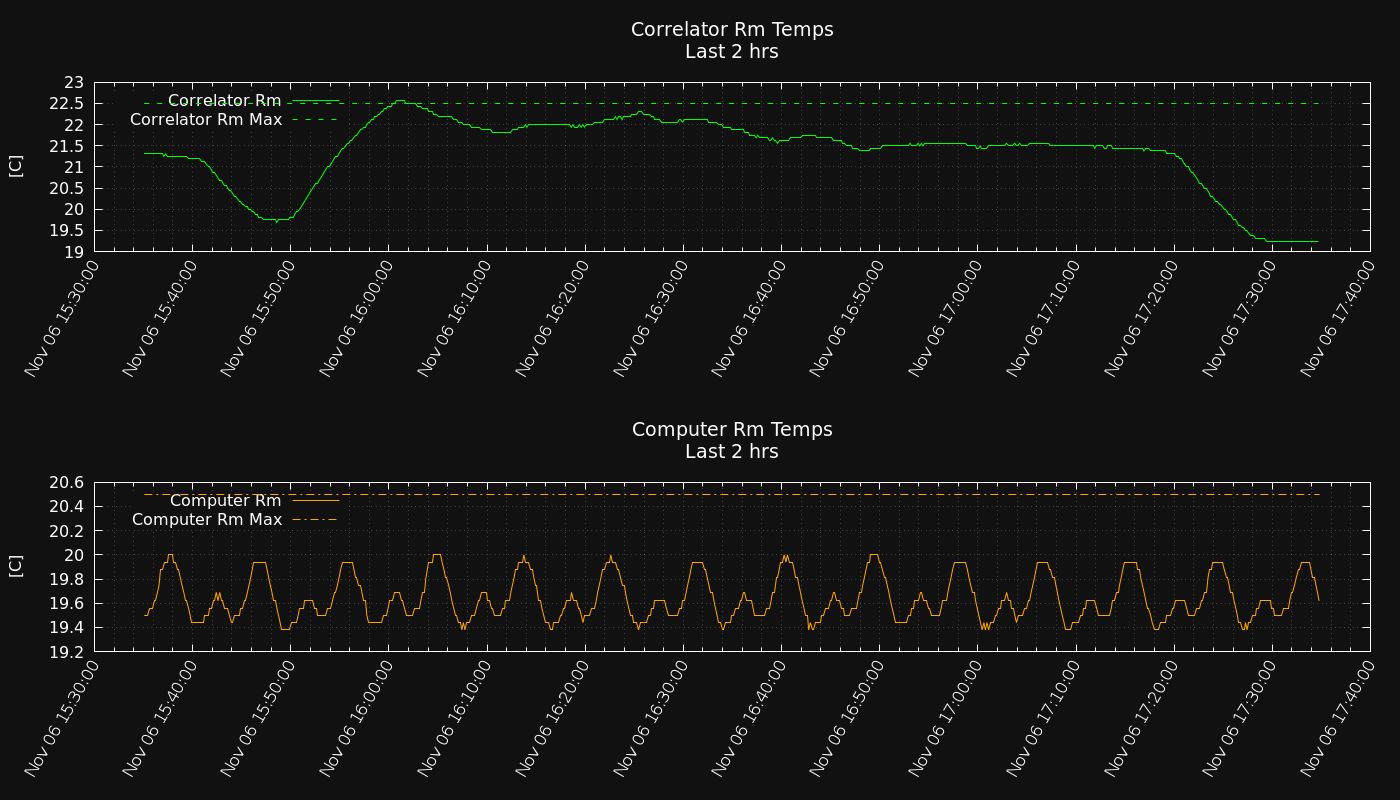 Correlator Rm Temps
Last 2 hrs
[C]
23
22.5
22
21.5
21
20.5
20
19.5
19
Correlator Rm
Correlator Rm Max
Nov 06 15:30:00
Nov 06 15:40:00
Nov 06 15:50:00
Nov 06 16:00:00
Nov 06 16:10:00
Nov 06 16:20:00
Nov 06 16:30:00
Nov 06 16:40:00
Nov 06 16:50:00
Nov 06 17:00:00
Nov 06 17:10:00
Nov 06 17:20:00
Nov 06 17:30:00
Nov 06 17:40:00
Computer Rm Temps
Last 2 hrs
[C]
20.6
20.4
20.2
20
19.8
19.6
19.4
19.2
Computer Rm
Computer Rm Max
Nov 06 15:30:00
Nov 06 15:40:00
Nov 06 15:50:00
Nov 06 16:00:00
Nov 06 16:10:00
Nov 06 16:20:00
Nov 06 16:30:00
Nov 06 16:40:00
Nov 06 16:50:00
Nov 06 17:00:00
Nov 06 17:10:00
Nov 06 17:20:00
Nov 06 17:30:00
Nov 06 17:40:00